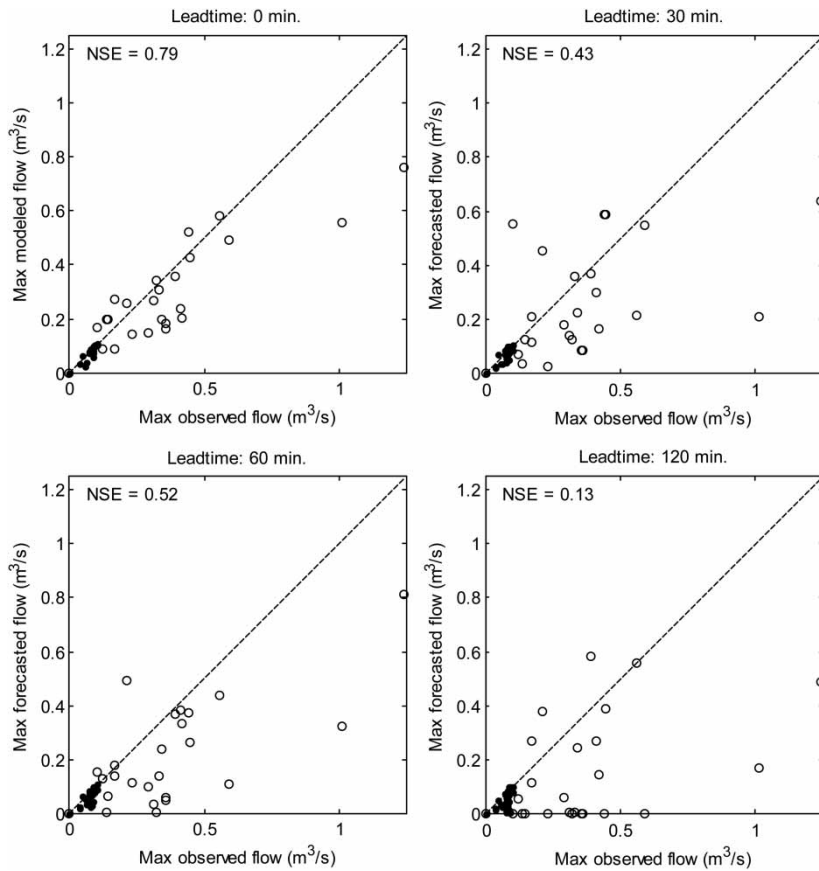 Leadtime: 0 min.
NSE = 0.79
Max modeled flow (m³/s)
0
0.2
0.4
0.6
0.8
1
1.2
0
0.5
1
Max observed flow (m³/s)
Leadtime: 30 min.
NSE = 0.43
Max forecasted flow (m³/s)
0
0.2
0.4
0.6
0.8
1
1.2
0
0.5
1
Max observed flow (m³/s)
Leadtime: 60 min.
NSE = 0.52
Max forecasted flow (m³/s)
0
0.2
0.4
0.6
0.8
1
1.2
0
0.5
1
Max observed flow (m³/s)
Leadtime: 120 min.
NSE = 0.13
Max forecasted flow (m³/s)
0
0.2
0.4
0.6
0.8
1
1.2
0
0.5
1
Max observed flow (m³/s)